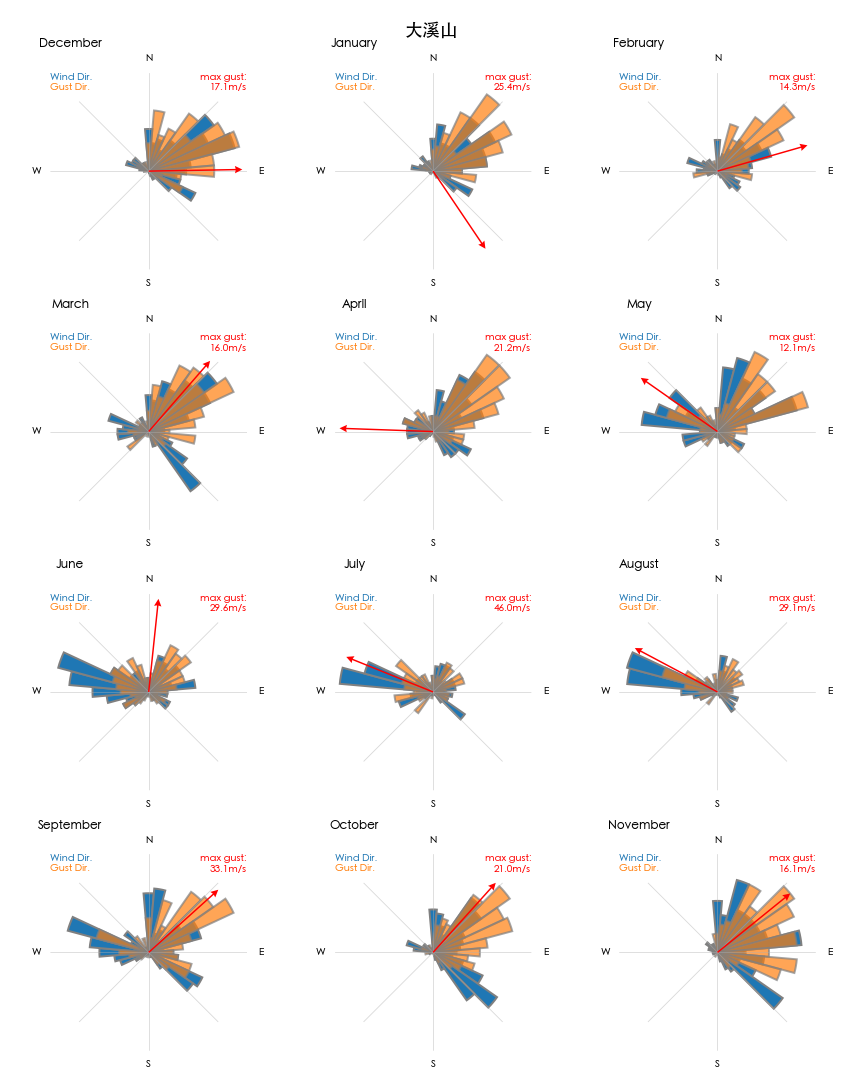 大溪山
December
N
Wind Dir.
Gust Dir.
max gust:
17.1m/s
W
E
January
N
Wind Dir.
Gust Dir.
max gust:
25.4m/s
W
E
S
February
N
Wind Dir.
Gust Dir.
max gust:
14.3m/s
W
E
S
March
N
Wind Dir.
Gust Dir.
max gust:
16.0m/s
W
E
S
April
N
Wind Dir.
Gust Dir.
max gust:
21.2m/s
W
E
S
May
N
Wind Dir.
Gust Dir.
max gust:
12.1m/s
W
E
S
June
N
Wind Dir.
Gust Dir.
max gust:
29.6m/s
W
E
S
July
N
Wind Dir.
Gust Dir.
max gust:
46.0m/s
W
E
S
August
N
Wind Dir.
Gust Dir.
max gust:
29.1m/s
W
E
S
September
N
Wind Dir.
Gust Dir.
max gust:
33.1m/s
W
E
S
October
N
Wind Dir.
Gust Dir.
max gust:
21.0m/s
W
E
S
November
N
Wind Dir.
Gust Dir.
max gust:
16.1m/s
W
E
S
S